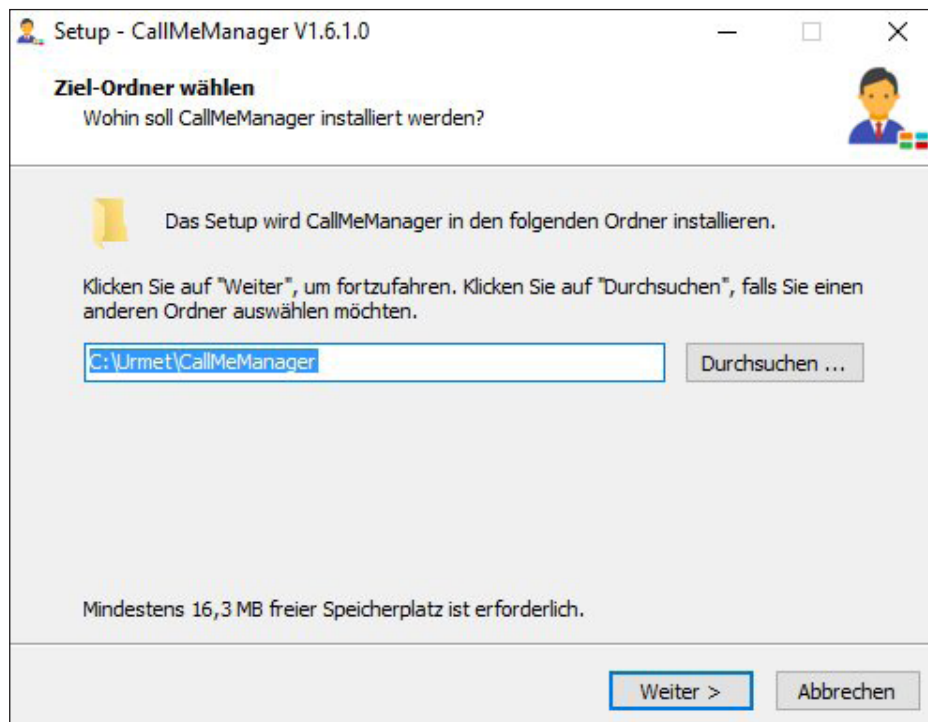 Setup - CallMeManager V1.6.1.0
Ziel-Ordner wählen
Wohin soll CallMeManager installiert werden?
Das Setup wird CallMeManager in den folgenden Ordner installieren.
Klicken Sie auf "Weiter", um fortzufahren. Klicken Sie auf "Durchsuchen", falls Sie einen
anderen Ordner auswählen möchten.
C:\Urmet\CallMeManager
Durchsuchen ...
Mindestens 16,3 MB freier Speicherplatz ist erforderlich.
Weiter >
Abbrechen